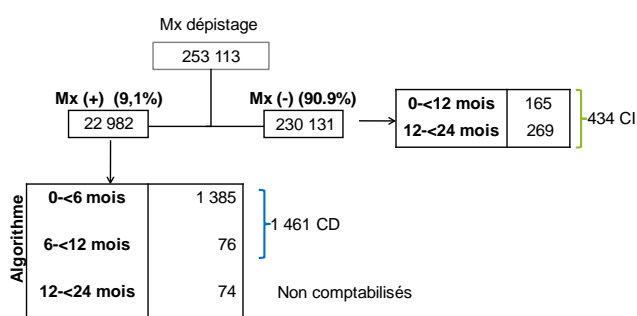 Mx dépistage
253 113
Mx (+) (9,1%)
22 982
Mx (-) (90.9%)
230 131
0-<12 mois 165
12-<24 mois 269
434 CI
Algorithme
0-<6 mois 1 385
6-<12 mois 76
1 461 CD
12-<24 mois 74
Non comptabilisés